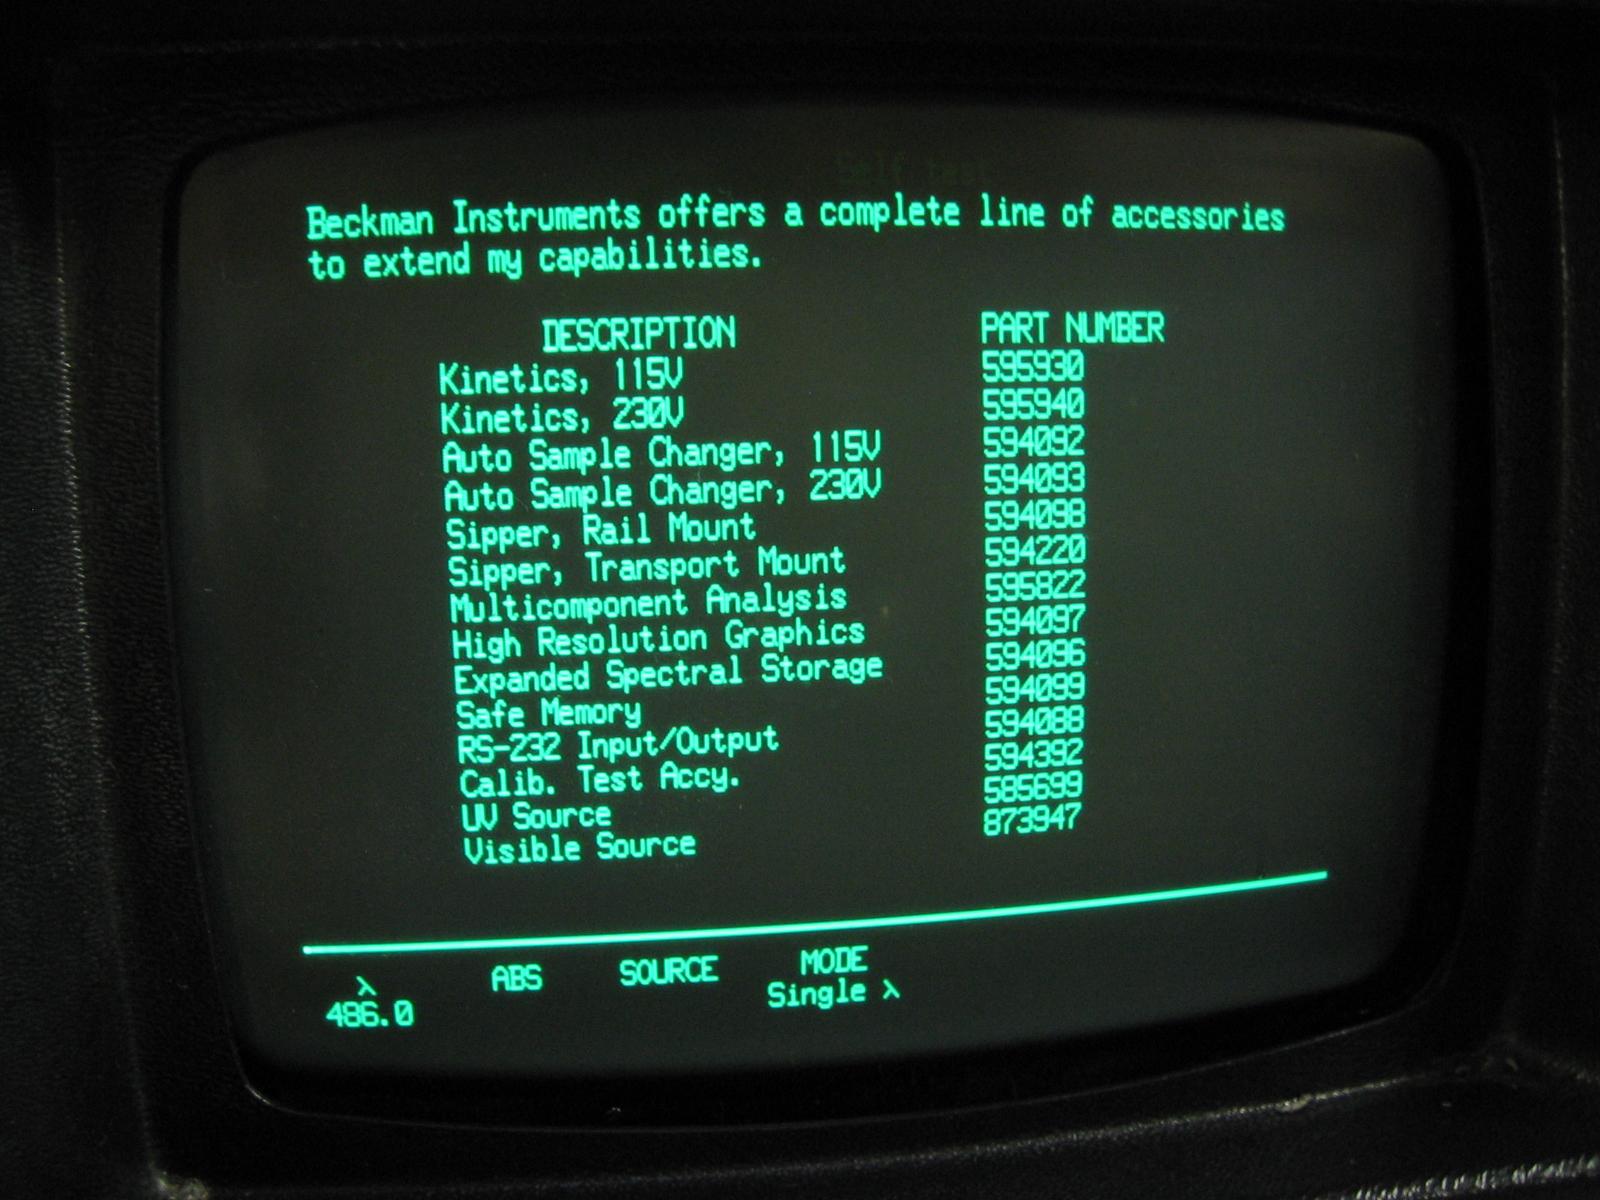 Self test
Beckman Instruments offers a complete line of accessories
to extend my capabilities.
DESCRIPTION PART NUMBER
Kinetics, 115V 595930
Kinetics, 230V 595940
Auto Sample Changer, 115V 594092
Auto Sample Changer, 230V 594093
Sipper, Rail Mount 594098
Sipper, Transport Mount 594220
Multicomponent Analysis 595822
High Resolution Graphics 594097
Expanded Spectral Storage 594096
Safe Memory 594099
RS-232 Input/Output 594088
Calib. Test Accy. 594392
UV Source 585699
Visible Source 873947
λ ABS SOURCE MODE
486.0 Single λ